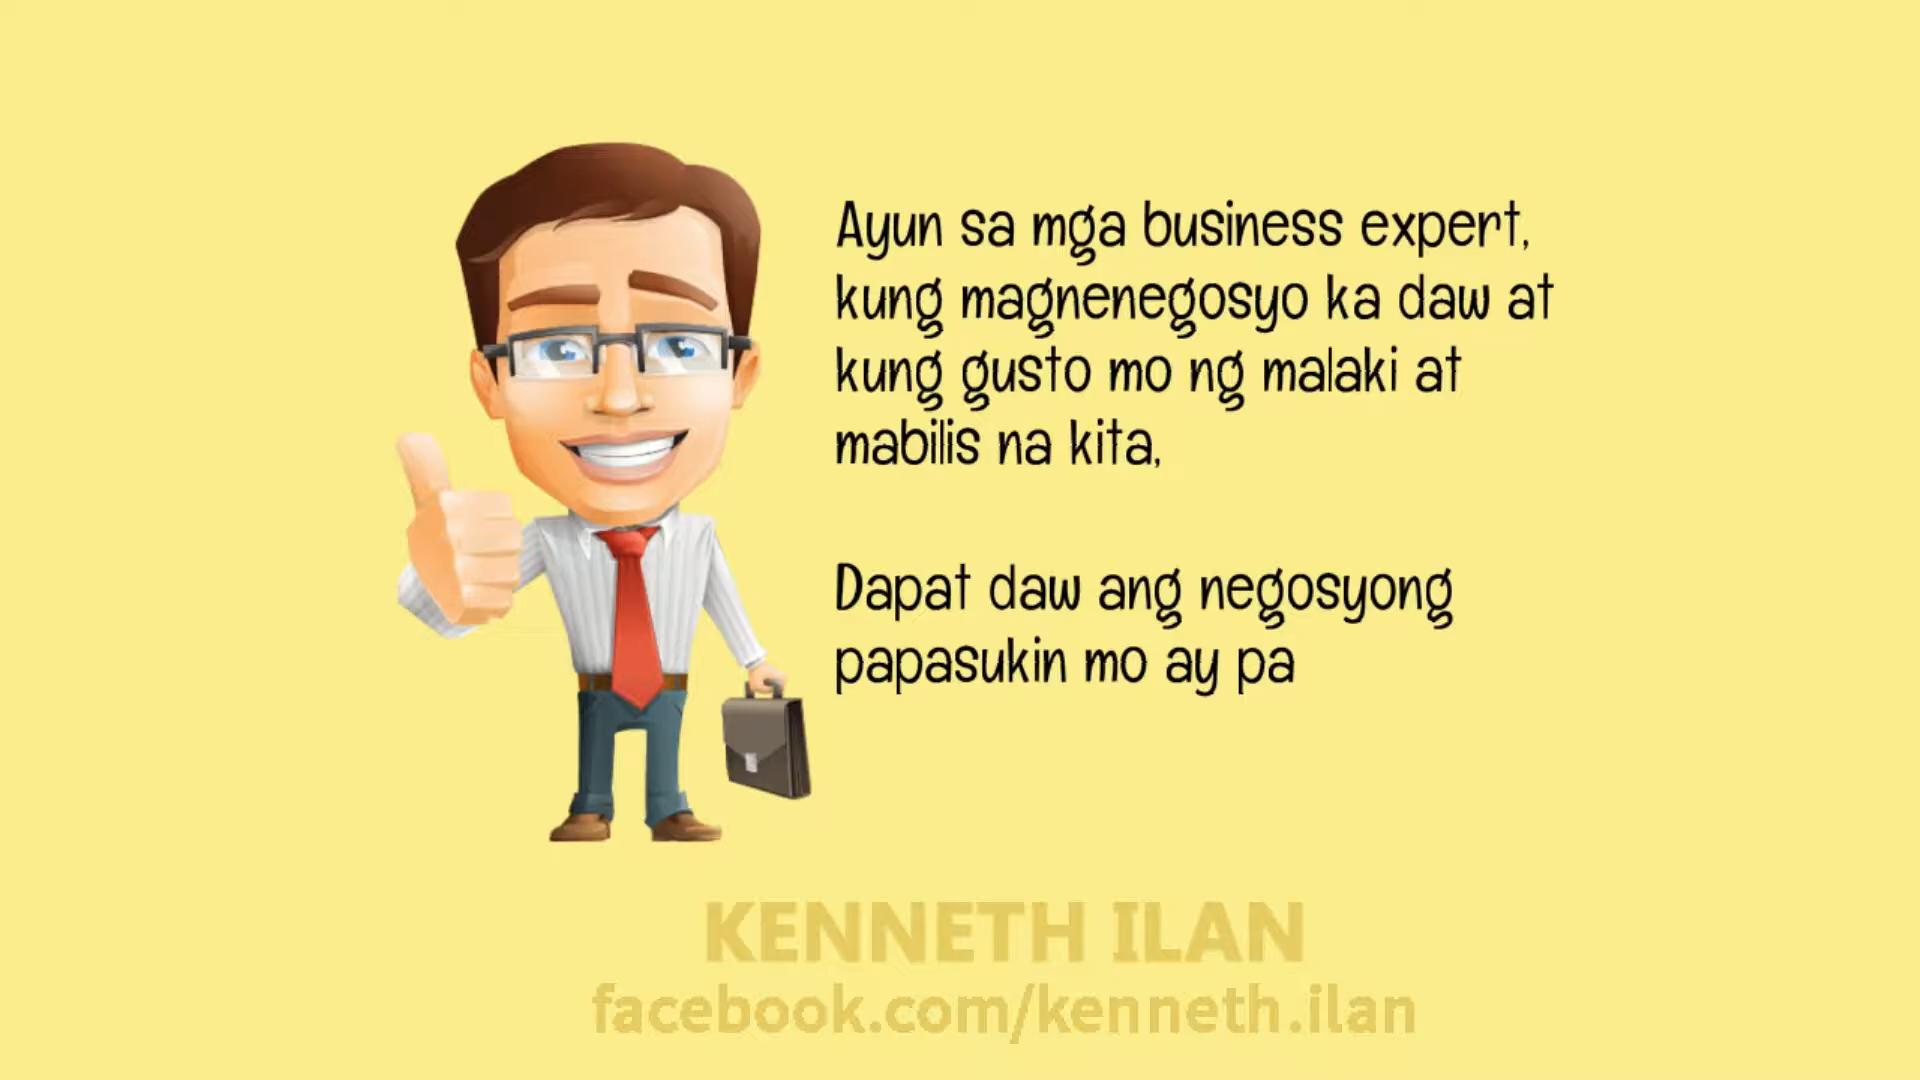 Ayun sa mga business expert,
kung magnenegosyo ka daw at
kung gusto mo ng malaki at
mabilis na kita,
Dapat daw ang negosyong
papasukin mo ay pa
KENNETH ILAN
facebook.com/kenneth.ilan